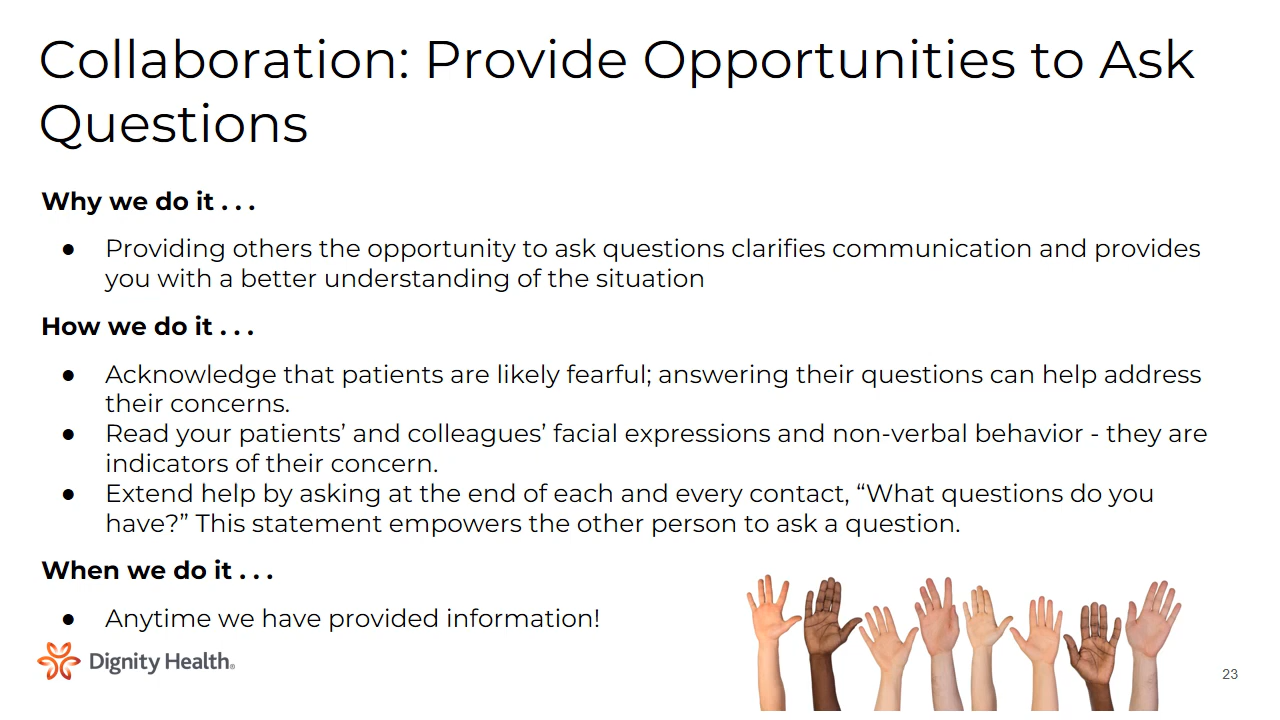 Collaboration: Provide Opportunities to Ask
Questions
Why we do it . . .
● Providing others the opportunity to ask questions clarifies communication and provides
you with a better understanding of the situation
How we do it . . .
● Acknowledge that patients are likely fearful; answering their questions can help address
their concerns.
● Read your patients’ and colleagues’ facial expressions and non-verbal behavior - they are
indicators of their concern.
● Extend help by asking at the end of each and every contact, “What questions do you
have?” This statement empowers the other person to ask a question.
When we do it . . .
● Anytime we have provided information!
Dignity Health®
23